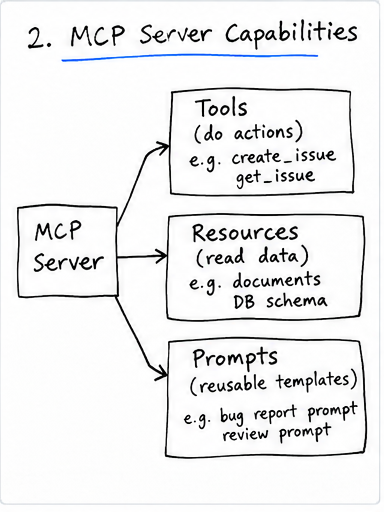 2. MCP Server Capabilities
Tools
(do actions)
e.g. create_issue
get_issue
MCP
Server
Resources
(read data)
e.g. documents
DB schema
Prompts
(reusable templates)
e.g. bug report prompt
review prompt